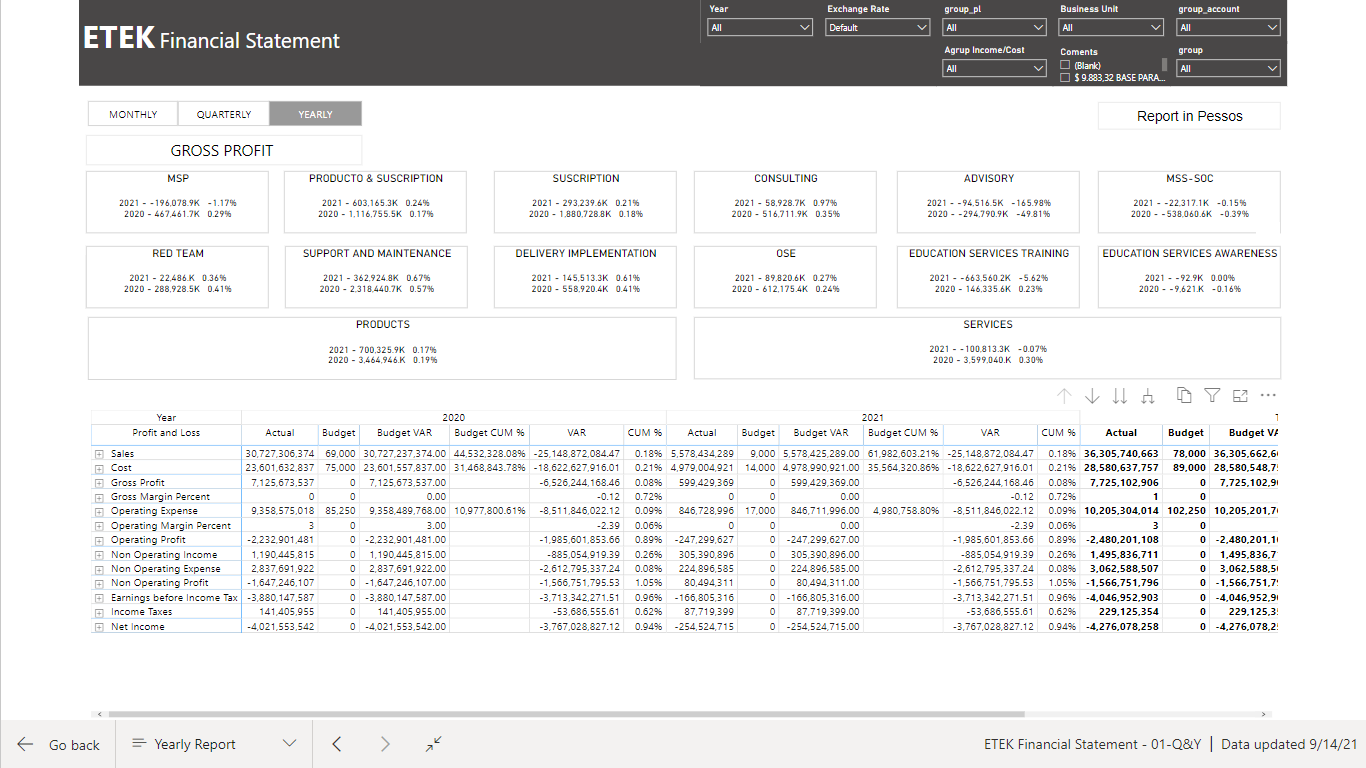 ETEK Financial Statement
Year Exchange Rate group_pl Business Unit group_account
All Default All All All
Agrup Income/Cost Coments group
All (Blank) All
$ 9.883,32 BASE PARA...
MONTHLY QUARTERLY YEARLY
Report in Pessos
GROSS PROFIT
MSP PRODUCTO & SUSCRIPTION SUSCRIPTION CONSULTING ADVISORY MSS-SOC
2021 - -196,078.9K -1.17% 2021 - 603,165.3K 0.24% 2021 - 293,239.6K 0.21% 2021 - 58,928.7K 0.97% 2021 - -94,516.5K -165.98% 2021 - -22,317.1K -0.15%
2020 - 467,461.7K 0.29% 2020 - 1,116,755.5K 0.17% 2020 - 1,880,728.8K 0.18% 2020 - 516,711.9K 0.35% 2020 - -294,790.9K -49.81% 2020 - -538,060.6K -0.39%
RED TEAM SUPPORT AND MAINTENANCE DELIVERY IMPLEMENTATION OSE EDUCATION SERVICES TRAINING EDUCATION SERVICES AWARENESS
2021 - 22,486.K 0.36% 2021 - 362,924.8K 0.67% 2021 - 145,513.3K 0.61% 2021 - 89,820.6K 0.27% 2021 - -663,560.2K -5.62% 2021 - -92.9K 0.00%
2020 - 288,928.5K 0.41% 2020 - 2,318,440.7K 0.57% 2020 - 558,920.4K 0.41% 2020 - 612,175.4K 0.24% 2020 - 146,335.6K 0.23% 2020 - -9,621.K -0.16%
PRODUCTS SERVICES
2021 - 700,325.9K 0.17% 2021 - -100,813.3K -0.07%
2020 - 3,464,946.K 0.19% 2020 - 3,599,040.K 0.30%
Year 2020 2021
Profit and Loss Actual Budget Budget VAR Budget CUM % VAR CUM % Actual Budget Budget VAR Budget CUM % VAR CUM % Actual Budget Budget VA
Sales 30,727,306,374 69,000 30,727,237,374.00 44,532,328.08% -25,148,872,084.47 0.18% 5,578,434,289 9,000 5,578,425,289.00 61,982,603.21% -25,148,872,084.47 0.18% 36,305,740,663 78,000 36,305,662,6
Cost 23,601,632,837 75,000 23,601,557,837.00 31,468,843.78% -18,622,627,916.01 0.21% 4,979,004,921 14,000 4,978,990,921.00 35,564,320.86% -18,622,627,916.01 0.21% 28,580,637,757 89,000 28,580,548,7
Gross Profit 7,125,673,537 0 7,125,673,537.00 -6,526,244,168.46 0.08% 599,429,369 0 599,429,369.00 -6,526,244,168.46 0.08% 7,725,102,906 0 7,725,102,9
Gross Margin Percent 0 0 0.00 -0.12 0.72% 0 0 0.00 -0.12 0.72% 1 0
Operating Expense 9,358,575,018 85,250 9,358,489,768.00 10,977,800.61% -8,511,846,022.12 0.09% 846,728,996 17,000 846,711,996.00 4,980,758.80% -8,511,846,022.12 0.09% 10,205,304,014 102,250 10,205,201,7
Operating Margin Percent 3 0 3.00 -2.39 0.06% 0 0 0.00 -2.39 0.06% 3 0
Operating Profit -2,232,901,481 0 -2,232,901,481.00 -1,985,601,853.66 0.89% -247,299,627 0 -247,299,627.00 -1,985,601,853.66 0.89% -2,480,201,108 0 -2,480,201,1
Non Operating Income 1,190,445,815 0 1,190,445,815.00 -885,054,919.39 0.26% 305,390,896 0 305,390,896.00 -885,054,919.39 0.26% 1,495,836,711 0 1,495,836,7
Non Operating Expense 2,837,691,922 0 2,837,691,922.00 -2,612,795,337.24 0.08% 224,896,585 0 224,896,585.00 -2,612,795,337.24 0.08% 3,062,588,507 0 3,062,588,5
Non Operating Profit -1,647,246,107 0 -1,647,246,107.00 -1,566,751,795.53 1.05% 80,494,311 0 80,494,311.00 -1,566,751,795.53 1.05% -1,566,751,796 0 -1,566,751,7
Earnings before Income Tax -3,880,147,587 0 -3,880,147,587.00 -3,713,342,271.51 0.96% -166,805,316 0 -166,805,316.00 -3,713,342,271.51 0.96% -4,046,952,903 0 -4,046,952,9
Income Taxes 141,405,955 0 141,405,955.00 -53,686,555.61 0.62% 87,719,399 0 87,719,399.00 -53,686,555.61 0.62% 229,125,354 0 229,125,3
Net Income -4,021,553,542 0 -4,021,553,542.00 -3,767,028,827.12 0.94% -254,524,715 0 -254,524,715.00 -3,767,028,827.12 0.94% -4,276,078,258 0 -4,276,078,2
Go back Yearly Report ETEK Financial Statement - 01-Q&Y | Data updated 9/14/21